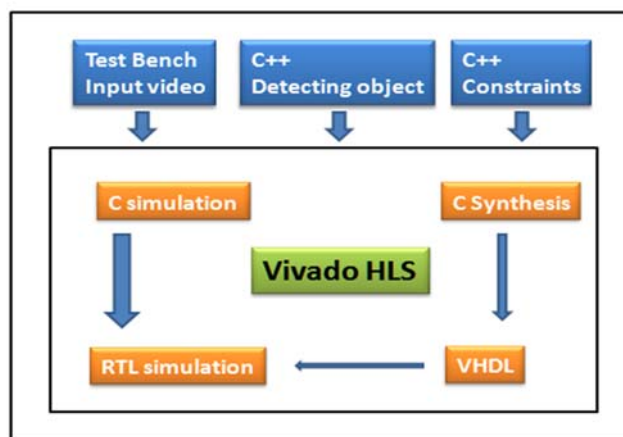 Test Bench
Input video
C++
Detecting object
C++
Constraints
C simulation
C Synthesis
Vivado HLS
RTL simulation
VHDL